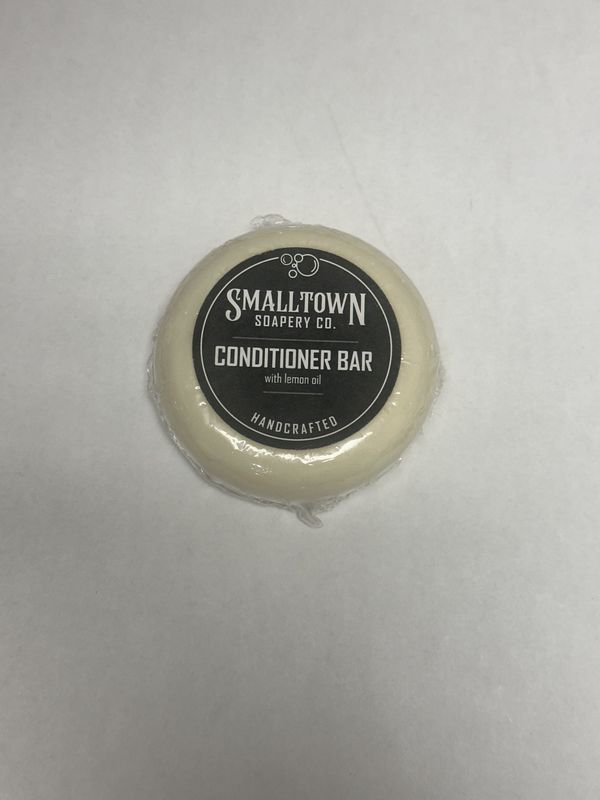 SMALLTOWN
SOAPERY CO.
CONDITIONER BAR
with lemon oil
HANDCRAFTED